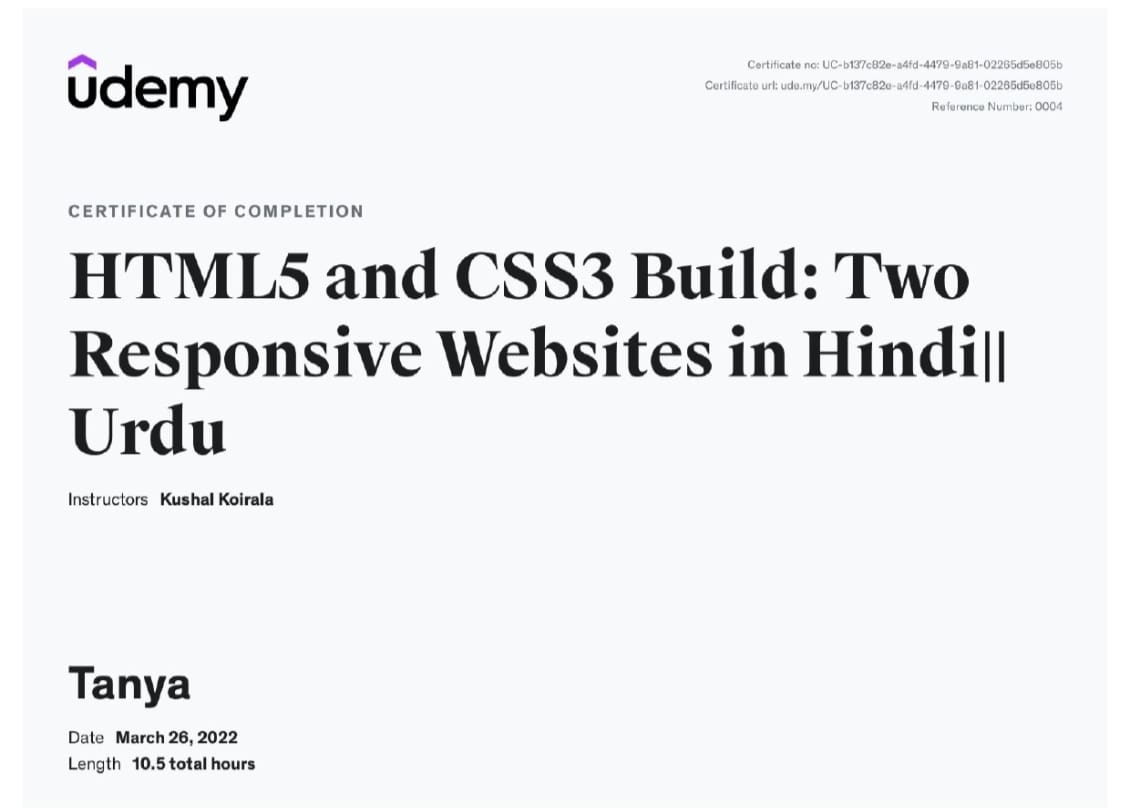 udemy
Certificate no: UC-b137c82e-a4fd-4479-9a81-02265d5e805b
Certificate url: ude.my/UC-b137c82e-a4fd-4479-9a81-02265d5e805b
Reference Number: 0004
CERTIFICATE OF COMPLETION
HTML5 and CSS3 Build: Two
Responsive Websites in Hindi||
Urdu
Instructors Kushal Koirala
Tanya
Date March 26, 2022
Length 10.5 total hours